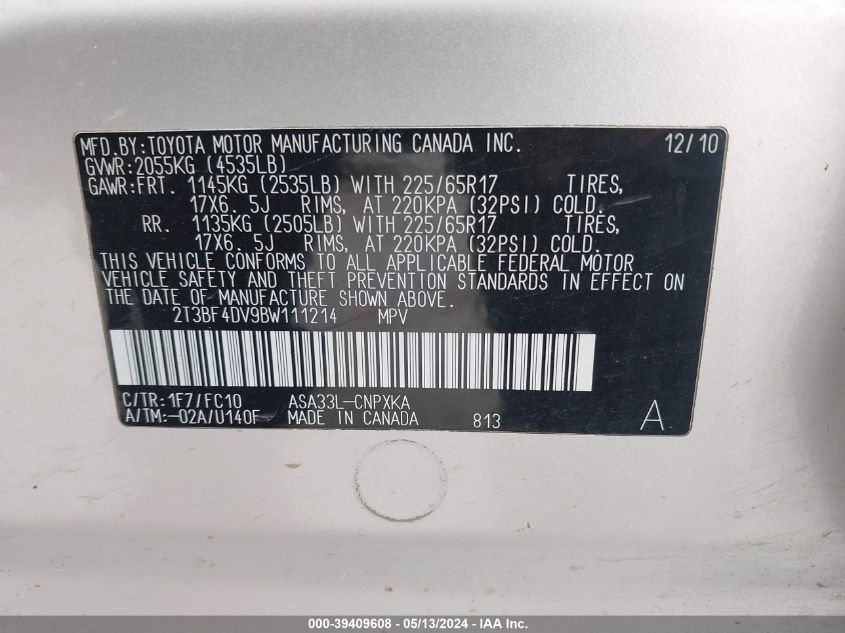 MFD.BY:TOYOTA MOTOR MANUFACTURING CANADA INC. 12/10
GVWR:2055KG (4535LB)
GAWR:FRT. 1145KG (2535LB) WITH 225/65R17 TIRES,
17X6.5J RIMS, AT 220KPA (32PSI) COLD.
RR. 1135KG (2505LB) WITH 225/65R17 TIRES,
17X6.5J RIMS, AT 220KPA (32PSI) COLD.
THIS VEHICLE CONFORMS TO ALL APPLICABLE FEDERAL MOTOR
VEHICLE SAFETY AND THEFT PREVENTION STANDARDS IN EFFECT ON
THE DATE OF MANUFACTURE SHOWN ABOVE.
2T3BF4DV9BW111214 MPV
C/TR:1F7/FC10 ASA33L-CNPXKA
A/TM:-02A/U140F MADE IN CANADA 813 A
000-39409608 - 05/13/2024 - IAA Inc.